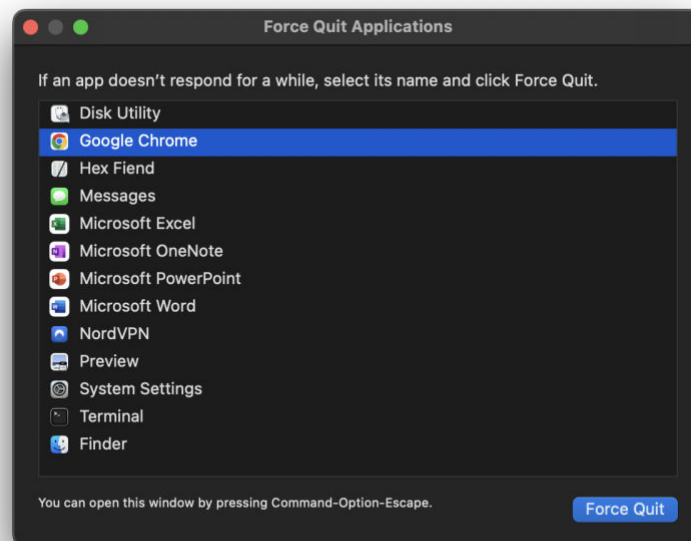 Force Quit Applications
If an app doesn't respond for a while, select its name and click Force Quit.
Disk Utility
Google Chrome
Hex Fiend
Messages
Microsoft Excel
Microsoft OneNote
Microsoft PowerPoint
Microsoft Word
NordVPN
Preview
System Settings
Terminal
Finder
You can open this window by pressing Command-Option-Escape.
Force Quit